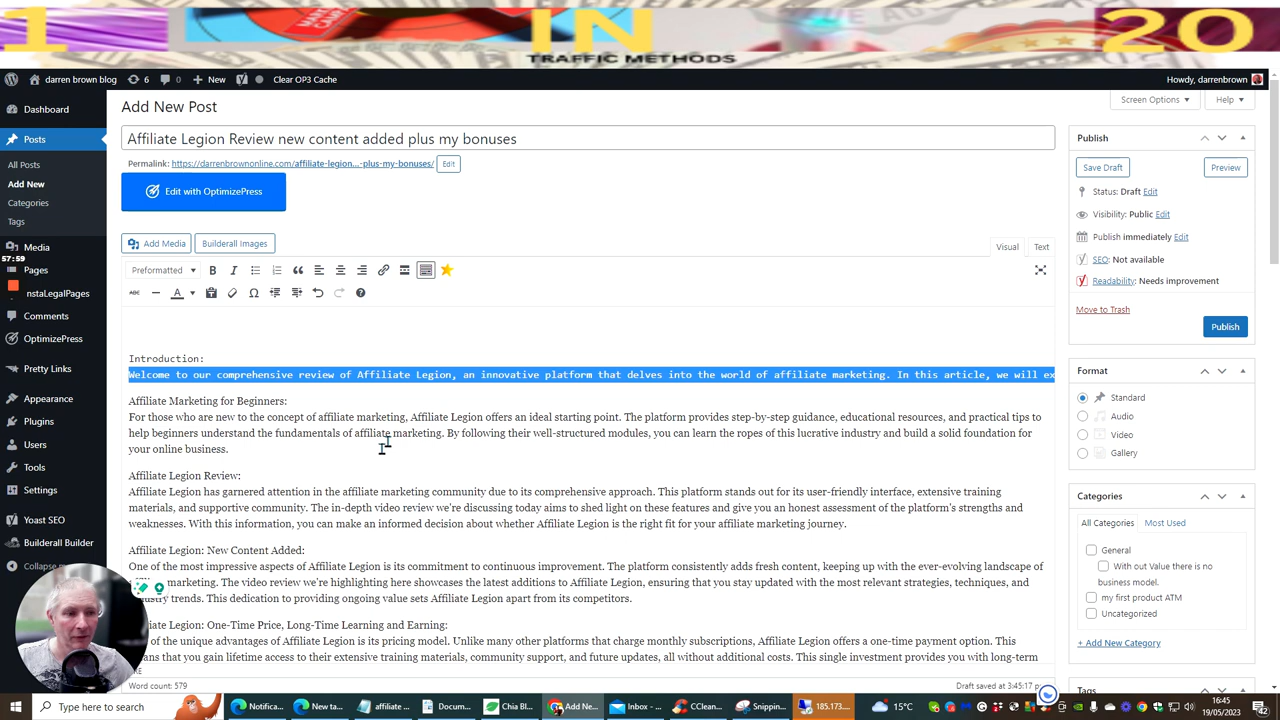 1 IN 20
TRAFFIC METHODS
darren brown blog 6 0 New Clear OP3 Cache Howdy, darrenbrown
Dashboard
Posts
All Posts
Add New
Categories
Tags
Media
57:59
Pages
nstaLegalPages
Comments
OptimizePress
Pretty Links
Appearance
Plugins
Users
Tools
Settings
Yoast SEO
Builderall Builder
Collapse m
Add New Post
Screen Options Help
Affiliate Legion Review new content added plus my bonuses
Permalink: https://darrenbrownonline.com/affiliate-legion...-plus-my-bonuses/ Edit
Edit with OptimizePress
Add Media Builderall Images
Visual Text
Preformatted
Introduction:
Welcome to our comprehensive review of Affiliate Legion, an innovative platform that delves into the world of affiliate marketing. In this article, we will ex
Affiliate Marketing for Beginners:
For those who are new to the concept of affiliate marketing, Affiliate Legion offers an ideal starting point. The platform provides step-by-step guidance, educational resources, and practical tips to
help beginners understand the fundamentals of affiliate marketing. By following their well-structured modules, you can learn the ropes of this lucrative industry and build a solid foundation for
your online business.
Affiliate Legion Review:
Affiliate Legion has garnered attention in the affiliate marketing community due to its comprehensive approach. This platform stands out for its user-friendly interface, extensive training
materials, and supportive community. The in-depth video review we're discussing today aims to shed light on these features and give you an honest assessment of the platform's strengths and
weaknesses. With this information, you can make an informed decision about whether Affiliate Legion is the right fit for your affiliate marketing journey.
Affiliate Legion: New Content Added:
One of the most impressive aspects of Affiliate Legion is its commitment to continuous improvement. The platform consistently adds fresh content, keeping up with the ever-evolving landscape of
marketing. The video review we're highlighting here showcases the latest additions to Affiliate Legion, ensuring that you stay updated with the most relevant strategies, techniques, and
trends. This dedication to providing ongoing value sets Affiliate Legion apart from its competitors.
Legion: One-Time Price, Long-Time Learning and Earning:
of the unique advantages of Affiliate Legion is its pricing model. Unlike many other platforms that charge monthly subscriptions, Affiliate Legion offers a one-time payment option. This
that you gain lifetime access to their extensive training materials, community support, and future updates, all without additional costs. This single investment provides you with long-term
Word count: 579 Draft saved at 3:45:17 p
Publish
Save Draft Preview
Status: Draft Edit
Visibility: Public Edit
Publish immediately Edit
SEO: Not available
Readability: Needs improvement
Move to Trash Publish
Format
Standard
Audio
Video
Gallery
Categories
All Categories Most Used
General
With out Value there is no
business model.
my first product ATM
Uncategorized
+ Add New Category
Tags
Type here to search Notifica... New ta... affiliate ... Docum... Chia Bl... Add Ne... Inbox - ... CClean... Snippin... 185.173.... 15°C 16:45
19/05/2023